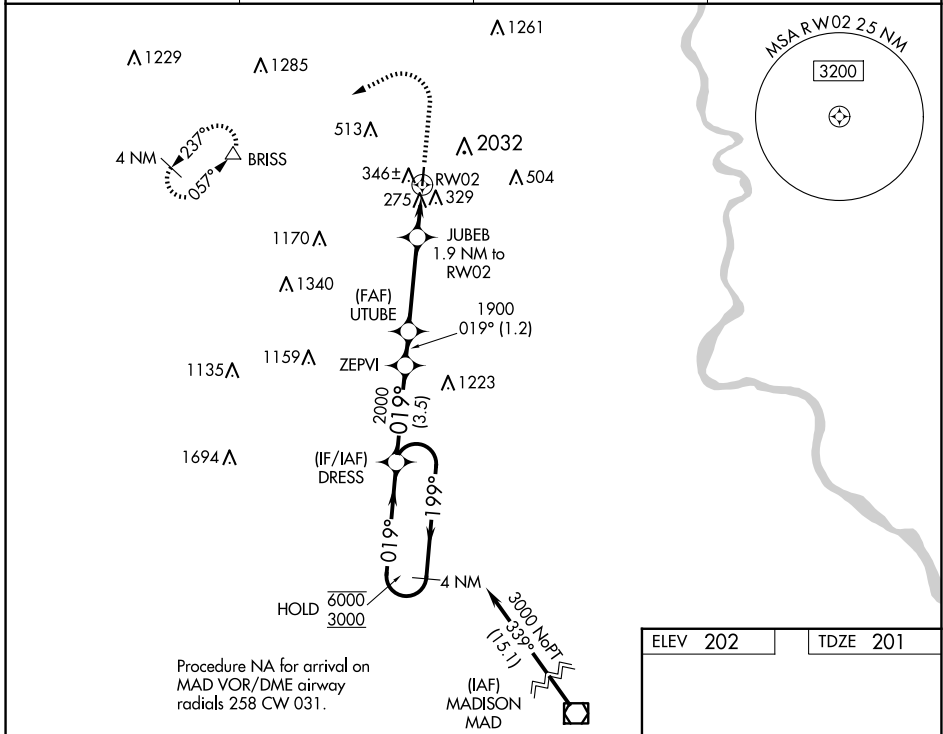 1261
1229
1285
MSA RW02 25 NM
3200
513
2032
4 NM
237°
057°
BRISS
346±
RW02
504
275
329
1170
JUBEB
1.9 NM to
RW02
1340
(FAF)
UTUBE
1900
019° (1.2)
1159
1135
ZEPVI
1223
2000
019°
(3.5)
1694
(IF/IAF)
DRESS
019°
199°
4 NM
HOLD
6000
3000
3000 NoPT
339°
(15.1)
(IAF)
MADISON
MAD
Procedure NA for arrival on
MAD VOR/DME airway
radials 258 CW 031.
ELEV 202
TDZE 201